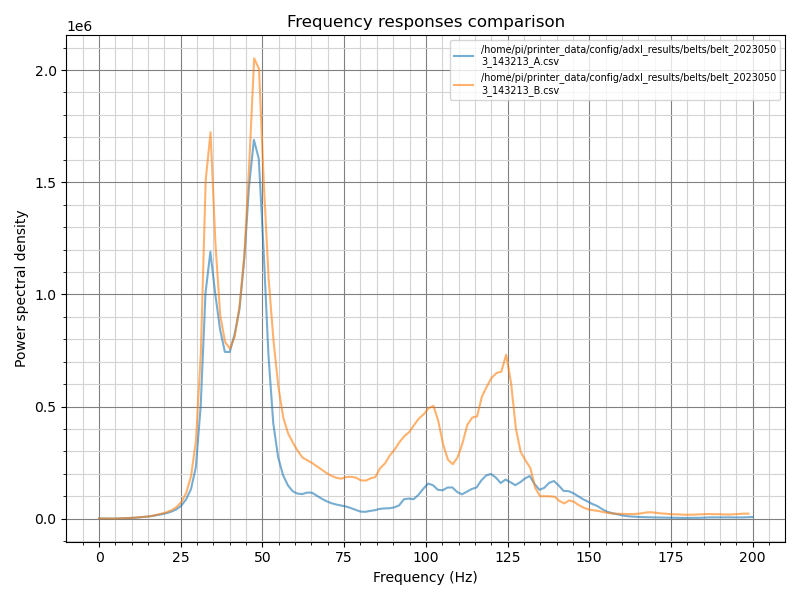 Frequency responses comparison
1e6
/home/pi/printer_data/config/adxl_results/belts/belt_2023050
3_143213_A.csv
/home/pi/printer_data/config/adxl_results/belts/belt_2023050
3_143213_B.csv
2.0
1.5
1.0
0.5
0.0
Power spectral density
0 25 50 75 100 125 150 175 200
Frequency (Hz)